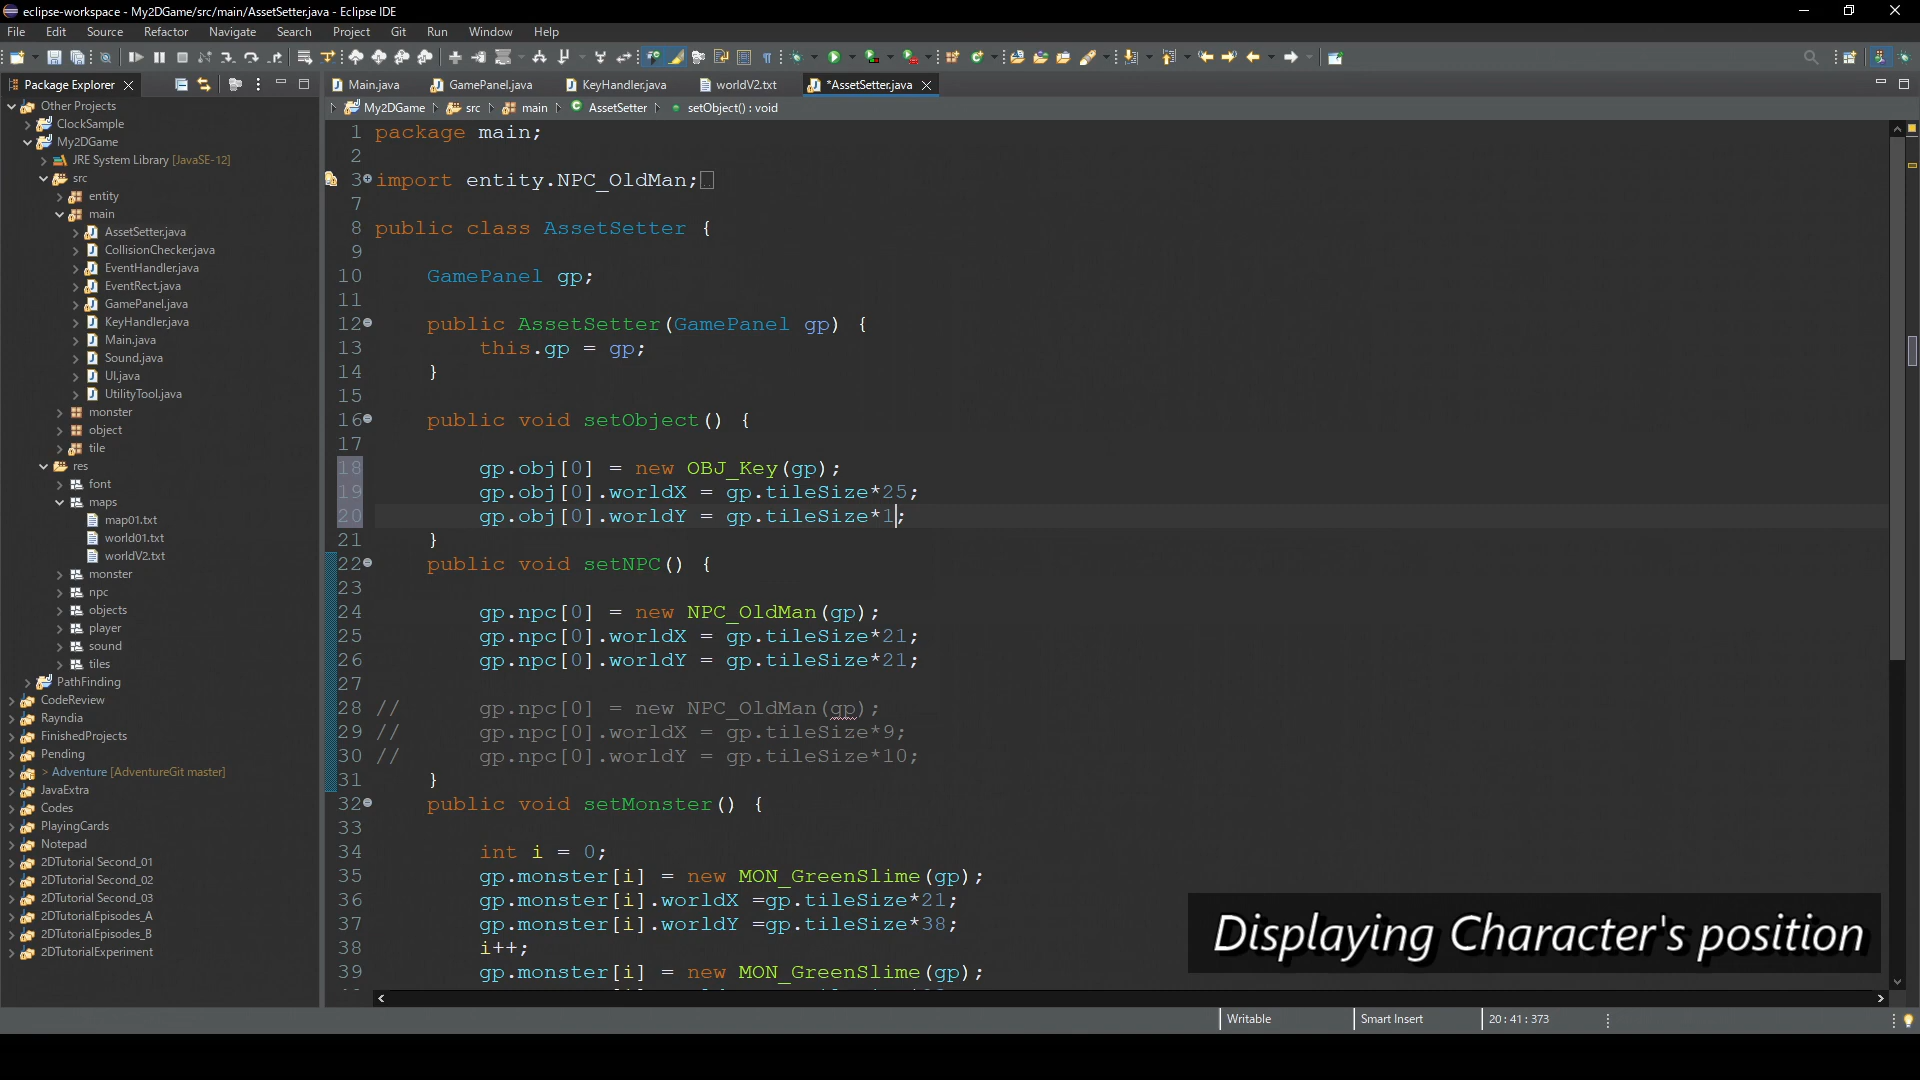 eclipse-workspace - My2DGame/src/main/AssetSetter.java - Eclipse IDE
File Edit Source Refactor Navigate Search Project Git Run Window Help
Package Explorer
Main.java GamePanel.java KeyHandler.java worldV2.txt *AssetSetter.java
My2DGame src main AssetSetter setObject() : void
Other Projects
ClockSample
My2DGame
JRE System Library [JavaSE-12]
src
entity
main
AssetSetter.java
CollisionChecker.java
EventHandler.java
EventRect.java
GamePanel.java
KeyHandler.java
Main.java
Sound.java
UI.java
UtilityTool.java
monster
object
tile
res
font
maps
map01.txt
world01.txt
worldV2.txt
monster
npc
objects
player
sound
tiles
PathFinding
CodeReview
Rayndia
FinishedProjects
Pending
> Adventure [AdventureGit master]
JavaExtra
Codes
PlayingCards
Notepad
2DTutorial Second_01
2DTutorial Second_02
2DTutorial Second_03
2DTutorialEpisodes_A
2DTutorialEpisodes_B
2DTutorialExperiment
1 package main;
2
3 import entity.NPC_OldMan;
7
8 public class AssetSetter {
9
10 GamePanel gp;
11
12 public AssetSetter(GamePanel gp) {
13 this.gp = gp;
14 }
15
16 public void setObject() {
17
18 gp.obj[0] = new OBJ_Key(gp);
19 gp.obj[0].worldX = gp.tileSize*25;
20 gp.obj[0].worldY = gp.tileSize*1;
21 }
22 public void setNPC() {
23
24 gp.npc[0] = new NPC_OldMan(gp);
25 gp.npc[0].worldX = gp.tileSize*21;
26 gp.npc[0].worldY = gp.tileSize*21;
27
28 // gp.npc[0] = new NPC_OldMan(gp);
29 // gp.npc[0].worldX = gp.tileSize*9;
30 // gp.npc[0].worldY = gp.tileSize*10;
31 }
32 public void setMonster() {
33
34 int i = 0;
35 gp.monster[i] = new MON_GreenSlime(gp);
36 gp.monster[i].worldX =gp.tileSize*21;
37 gp.monster[i].worldY =gp.tileSize*38;
38 i++;
39 gp.monster[i] = new MON_GreenSlime(gp);
Displaying Character's position
Writable Smart Insert 20 : 41 : 373